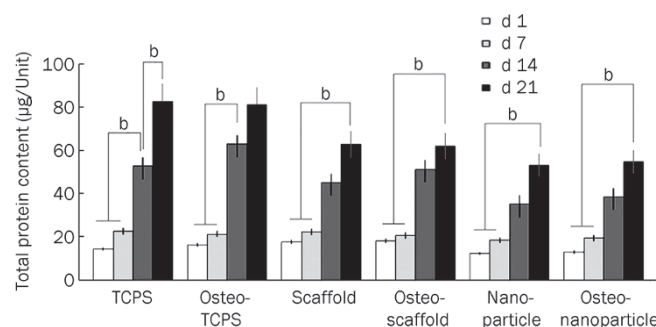 d 1
d 7
d 14
d 21
Total protein content (μg/Unit)
100
80
60
40
20
0
b
b
b
b
b
b
b
TCPS
Osteo-
TCPS
Scaffold
Osteo-
scaffold
Nano-
particle
Osteo-
nanoparticle